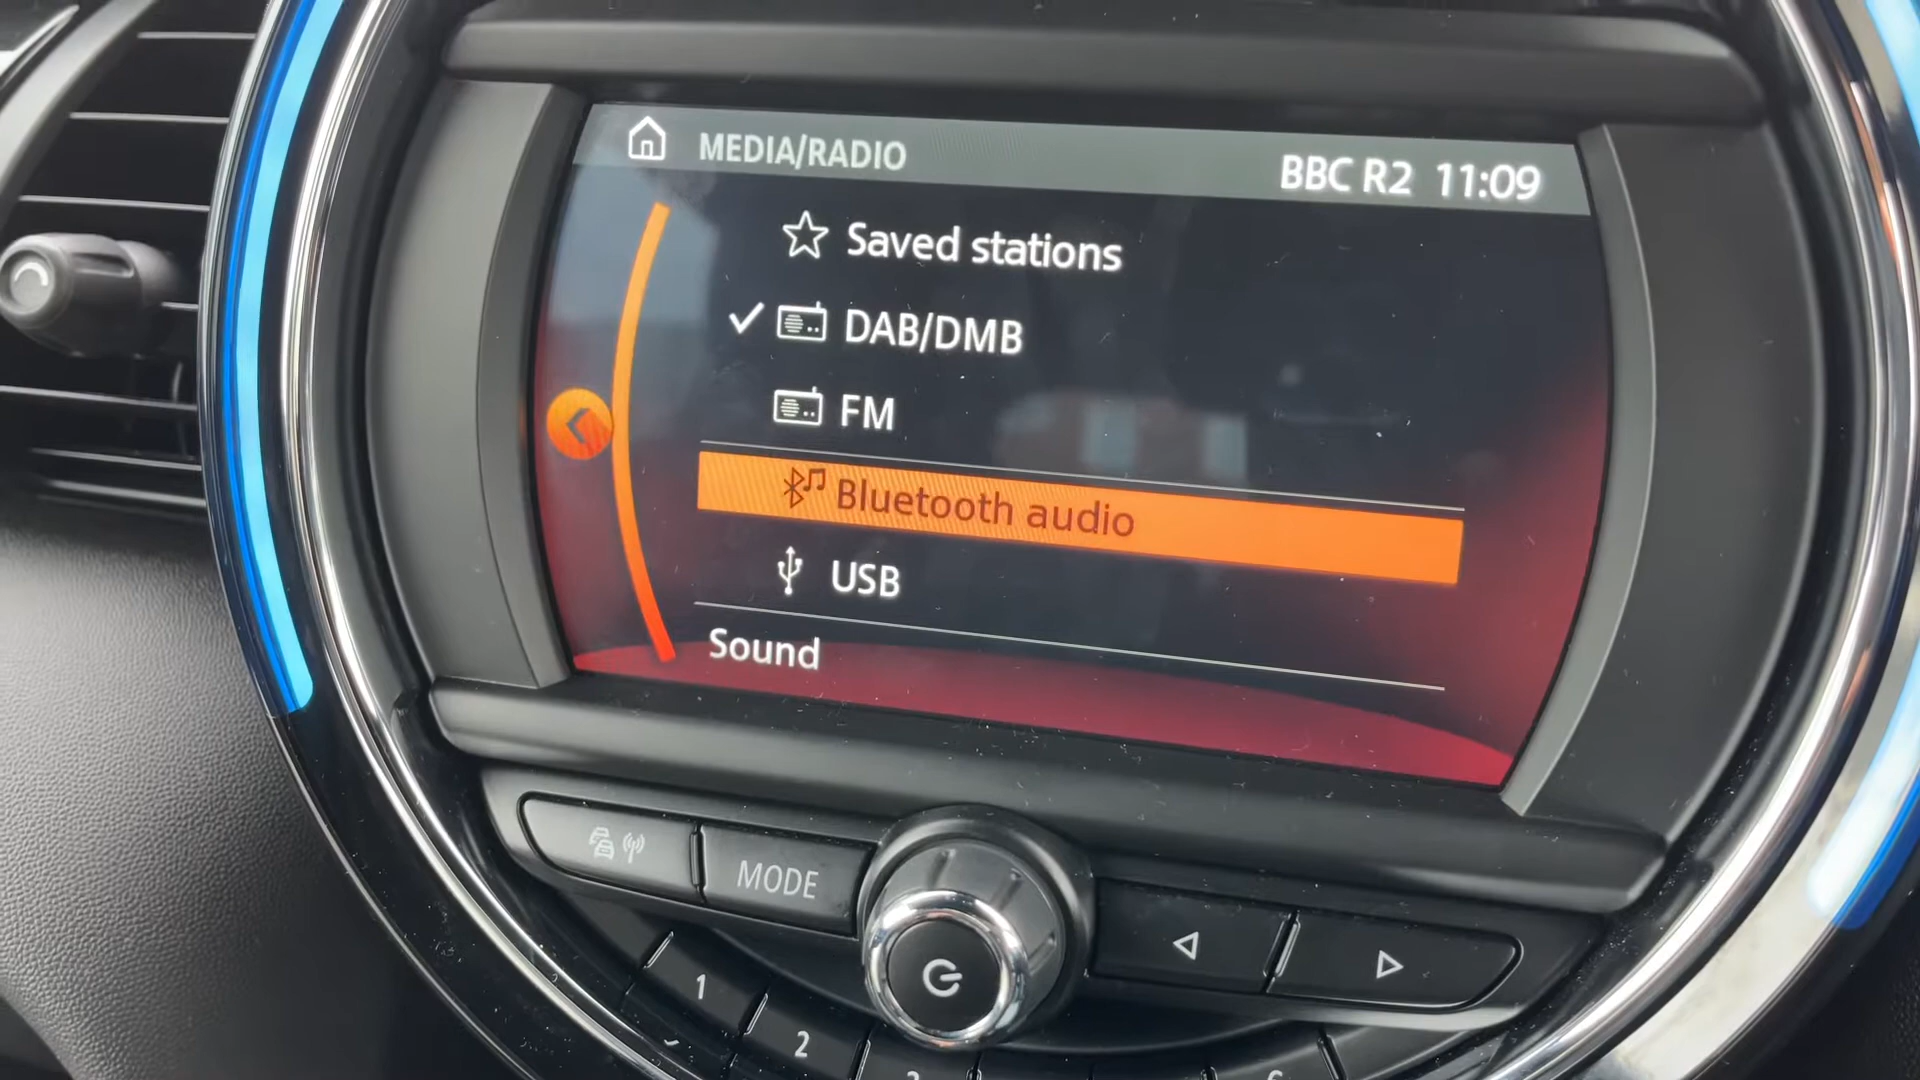 MEDIA/RADIO
BBC R2 11:09
Saved stations
DAB/DMB
FM
Bluetooth audio
USB
Sound
MODE
1
2